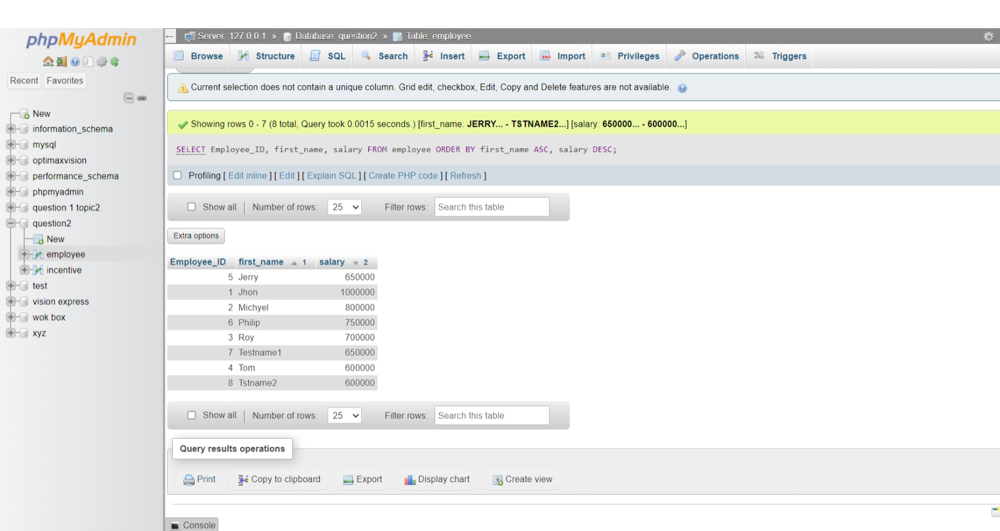 phpMyAdmin
Recent Favorites
New
information_schema
mysql
optimaxvision
performance_schema
phpmyadmin
question 1 topic2
question2
New
employee
incentive
test
vision express
wok box
xyz
Server: 127.0.0.1 » Database: question2 » Table: employee
Browse Structure SQL Search Insert Export Import Privileges Operations Triggers
Current selection does not contain a unique column. Grid edit, checkbox, Edit, Copy and Delete features are not available.
Showing rows 0 - 7 (8 total, Query took 0.0015 seconds.) [first_name: JERRY... - TSTNAME2...] [salary: 650000... - 600000...]
SELECT Employee_ID, first_name, salary FROM employee ORDER BY first_name ASC, salary DESC;
Profiling [ Edit inline ] [ Edit ] [ Explain SQL ] [ Create PHP code ] [ Refresh ]
Show all | Number of rows: 25 Filter rows: Search this table
Extra options
Employee_ID first_name 1 salary 2
5 Jerry 650000
1 Jhon 1000000
2 Michyel 800000
6 Philip 750000
3 Roy 700000
7 Testname1 650000
4 Tom 600000
8 Tstname2 600000
Show all | Number of rows: 25 Filter rows: Search this table
Query results operations
Print Copy to clipboard Export Display chart Create view
Console